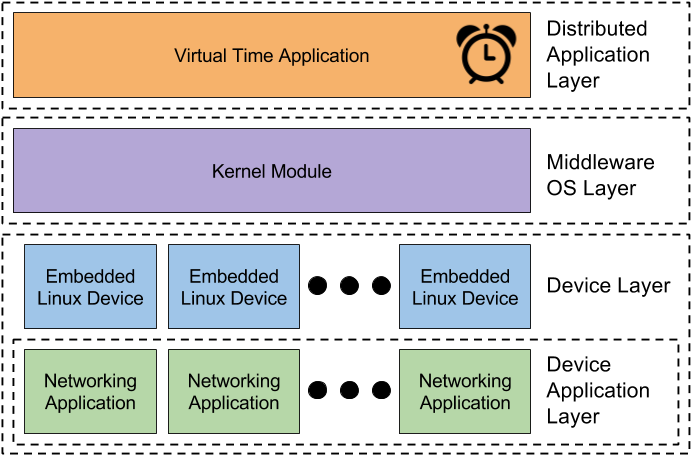 Virtual Time Application
Distributed
Application
Layer
Kernel Module
Middleware
OS Layer
Embedded
Linux Device
Embedded
Linux Device
Embedded
Linux Device
Device Layer
Networking
Application
Networking
Application
Networking
Application
Device
Application
Layer